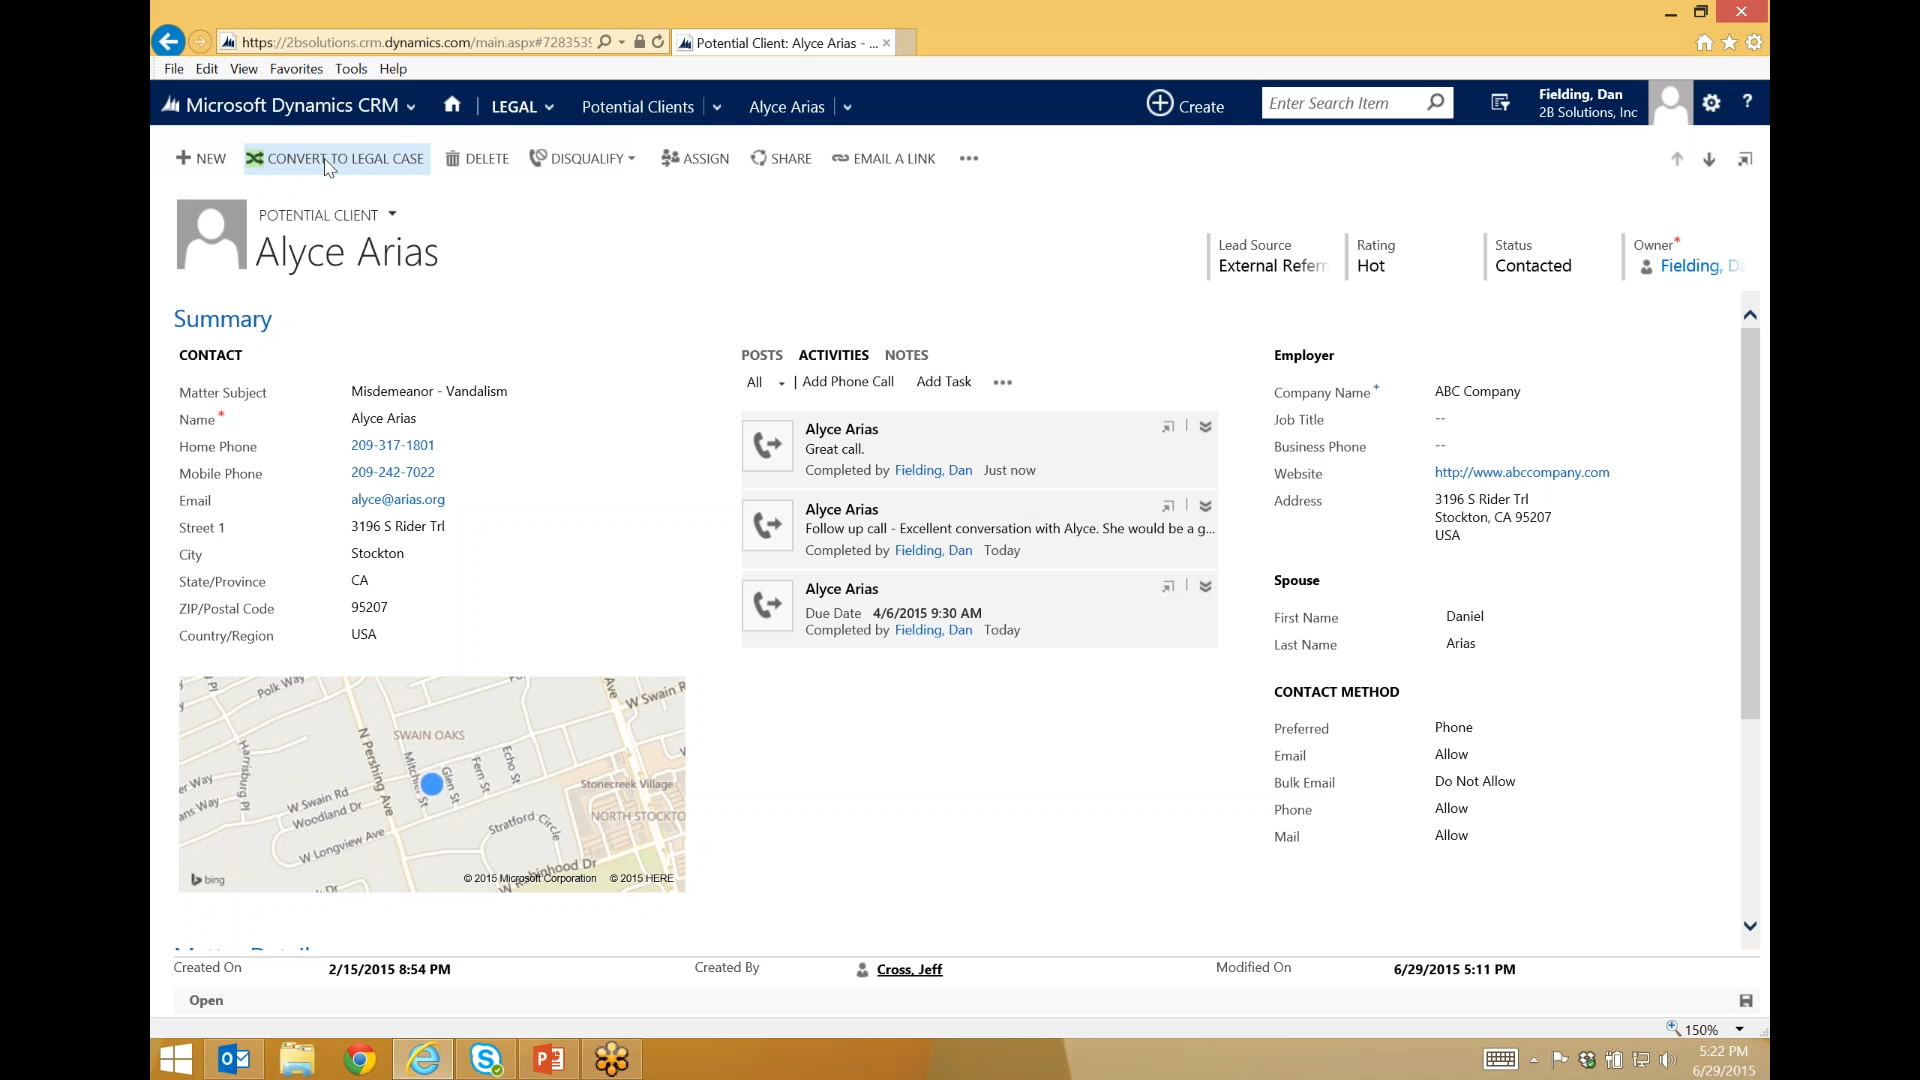 https://2bsolutions.crm.dynamics.com/main.aspx#728353
Potential Client: Alyce Arias - ...
File Edit View Favorites Tools Help
Microsoft Dynamics CRM LEGAL Potential Clients Alyce Arias
Create
Enter Search Item
Fielding, Dan
2B Solutions, Inc
?
NEW CONVERT TO LEGAL CASE DELETE DISQUALIFY ASSIGN SHARE EMAIL A LINK •••
POTENTIAL CLIENT
Alyce Arias
Lead Source
External Referr
Rating
Hot
Status
Contacted
Owner*
Fielding, D
Summary
CONTACT
Matter Subject Misdemeanor - Vandalism
Name * Alyce Arias
Home Phone 209-317-1801
Mobile Phone 209-242-7022
Email alyce@arias.org
Street 1 3196 S Rider Trl
City Stockton
State/Province CA
ZIP/Postal Code 95207
Country/Region USA
Polk Way
W Swain R
SWAIN OAKS
N Pershing Ave
Harrisburg Pl
Mitchell St
Glen St
Fern St
Echo St
Stonecreek Village
NORTH STOCKTO
W Swain Rd
Woodland Dr
W Longview Ave
Stratford Circle
W Robinhood Dr
bing
© 2015 Microsoft Corporation © 2015 HERE
POSTS ACTIVITIES NOTES
All | Add Phone Call Add Task •••
Alyce Arias
Great call.
Completed by Fielding, Dan Just now
Alyce Arias
Follow up call - Excellent conversation with Alyce. She would be a g...
Completed by Fielding, Dan Today
Alyce Arias
Due Date 4/6/2015 9:30 AM
Completed by Fielding, Dan Today
Employer
Company Name + ABC Company
Job Title --
Business Phone --
Website http://www.abccompany.com
Address 3196 S Rider Trl
Stockton, CA 95207
USA
Spouse
First Name Daniel
Last Name Arias
CONTACT METHOD
Preferred Phone
Email Allow
Bulk Email Do Not Allow
Phone Allow
Mail Allow
Created On 2/15/2015 8:54 PM
Created By Cross, Jeff
Modified On 6/29/2015 5:11 PM
Open
150%
5:22 PM
6/29/2015